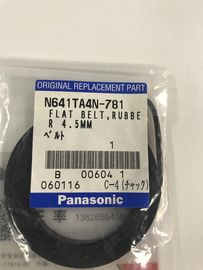 ORIGINAL REPLACEMENT PART
N641TA4N-781
FLAT BELT,RUBBE
R 4.5MM
ベルト
1
B 00604 1
060116 C-4(チャック)
Panasonic